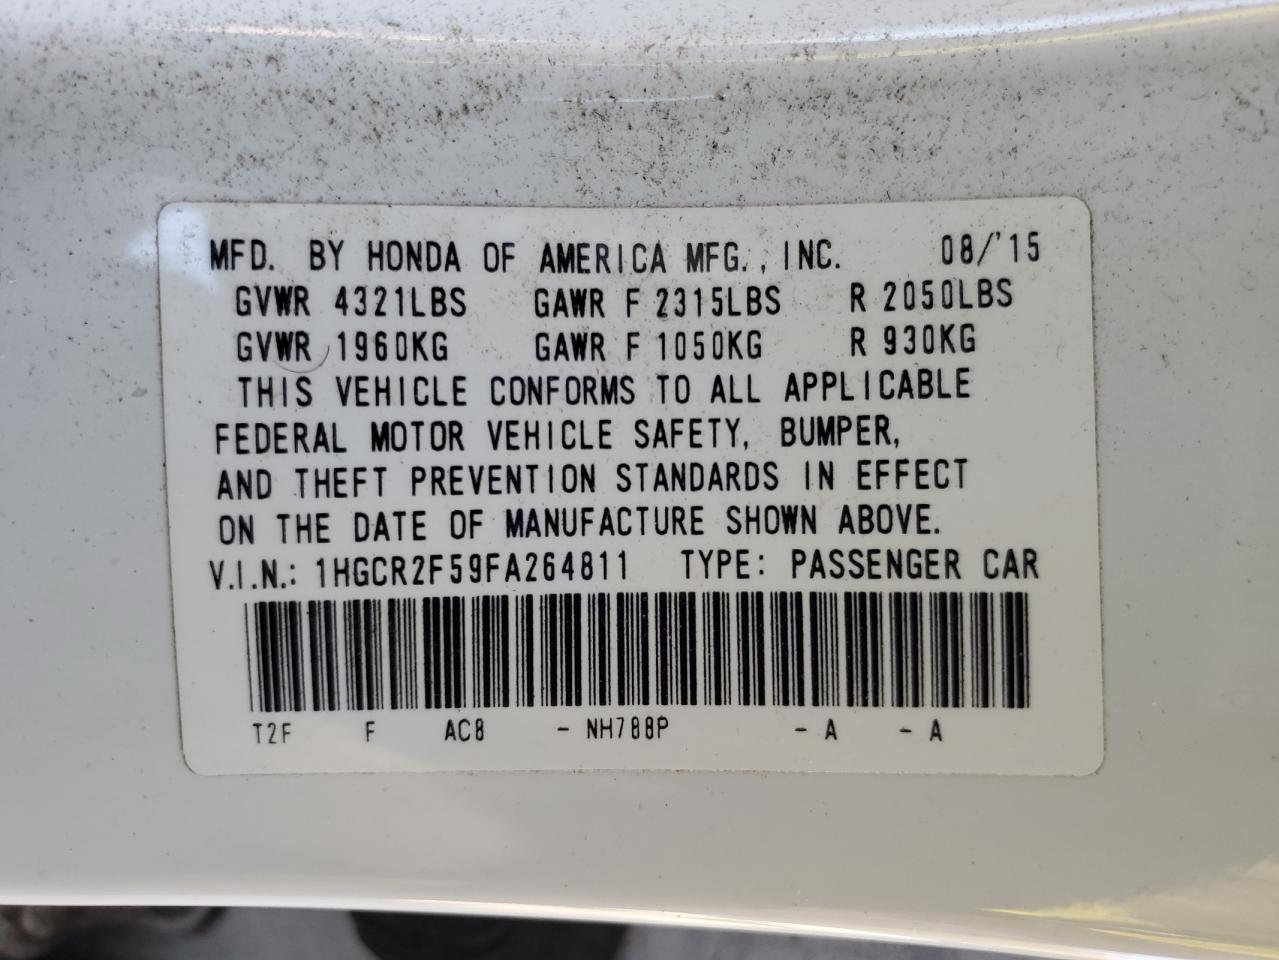 MFD. BY HONDA OF AMERICA MFG., INC. 08/'15
GVWR 4321LBS GAWR F 2315LBS R 2050LBS
GVWR 1960KG GAWR F 1050KG R 930KG
THIS VEHICLE CONFORMS TO ALL APPLICABLE
FEDERAL MOTOR VEHICLE SAFETY, BUMPER,
AND THEFT PREVENTION STANDARDS IN EFFECT
ON THE DATE OF MANUFACTURE SHOWN ABOVE.
V.I.N.: 1HGCR2F59FA264811 TYPE: PASSENGER CAR
T2F F AC8 - NH788P - A - A